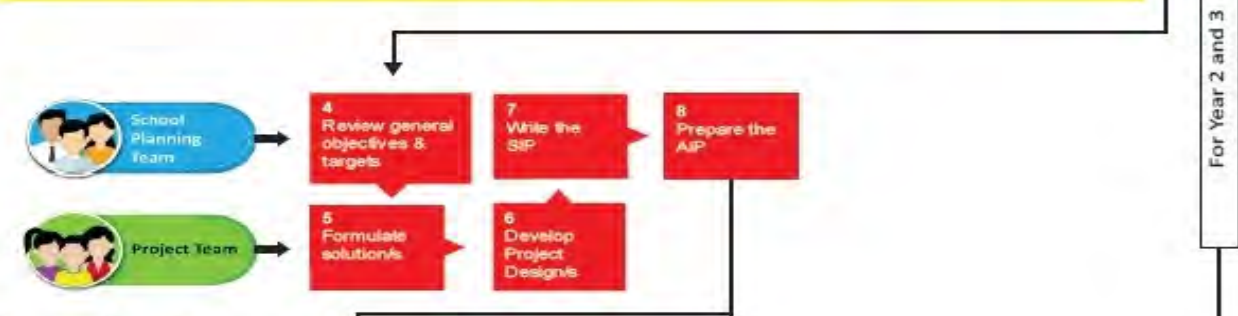 For Year 2 and 3
School
Planning
Team
4
Review general
objectives &
targets
7
Write the
SIP
8
Prepare the
AIP
Project Team
5
Formulate
solution/s
6
Develop
Project
Design/s